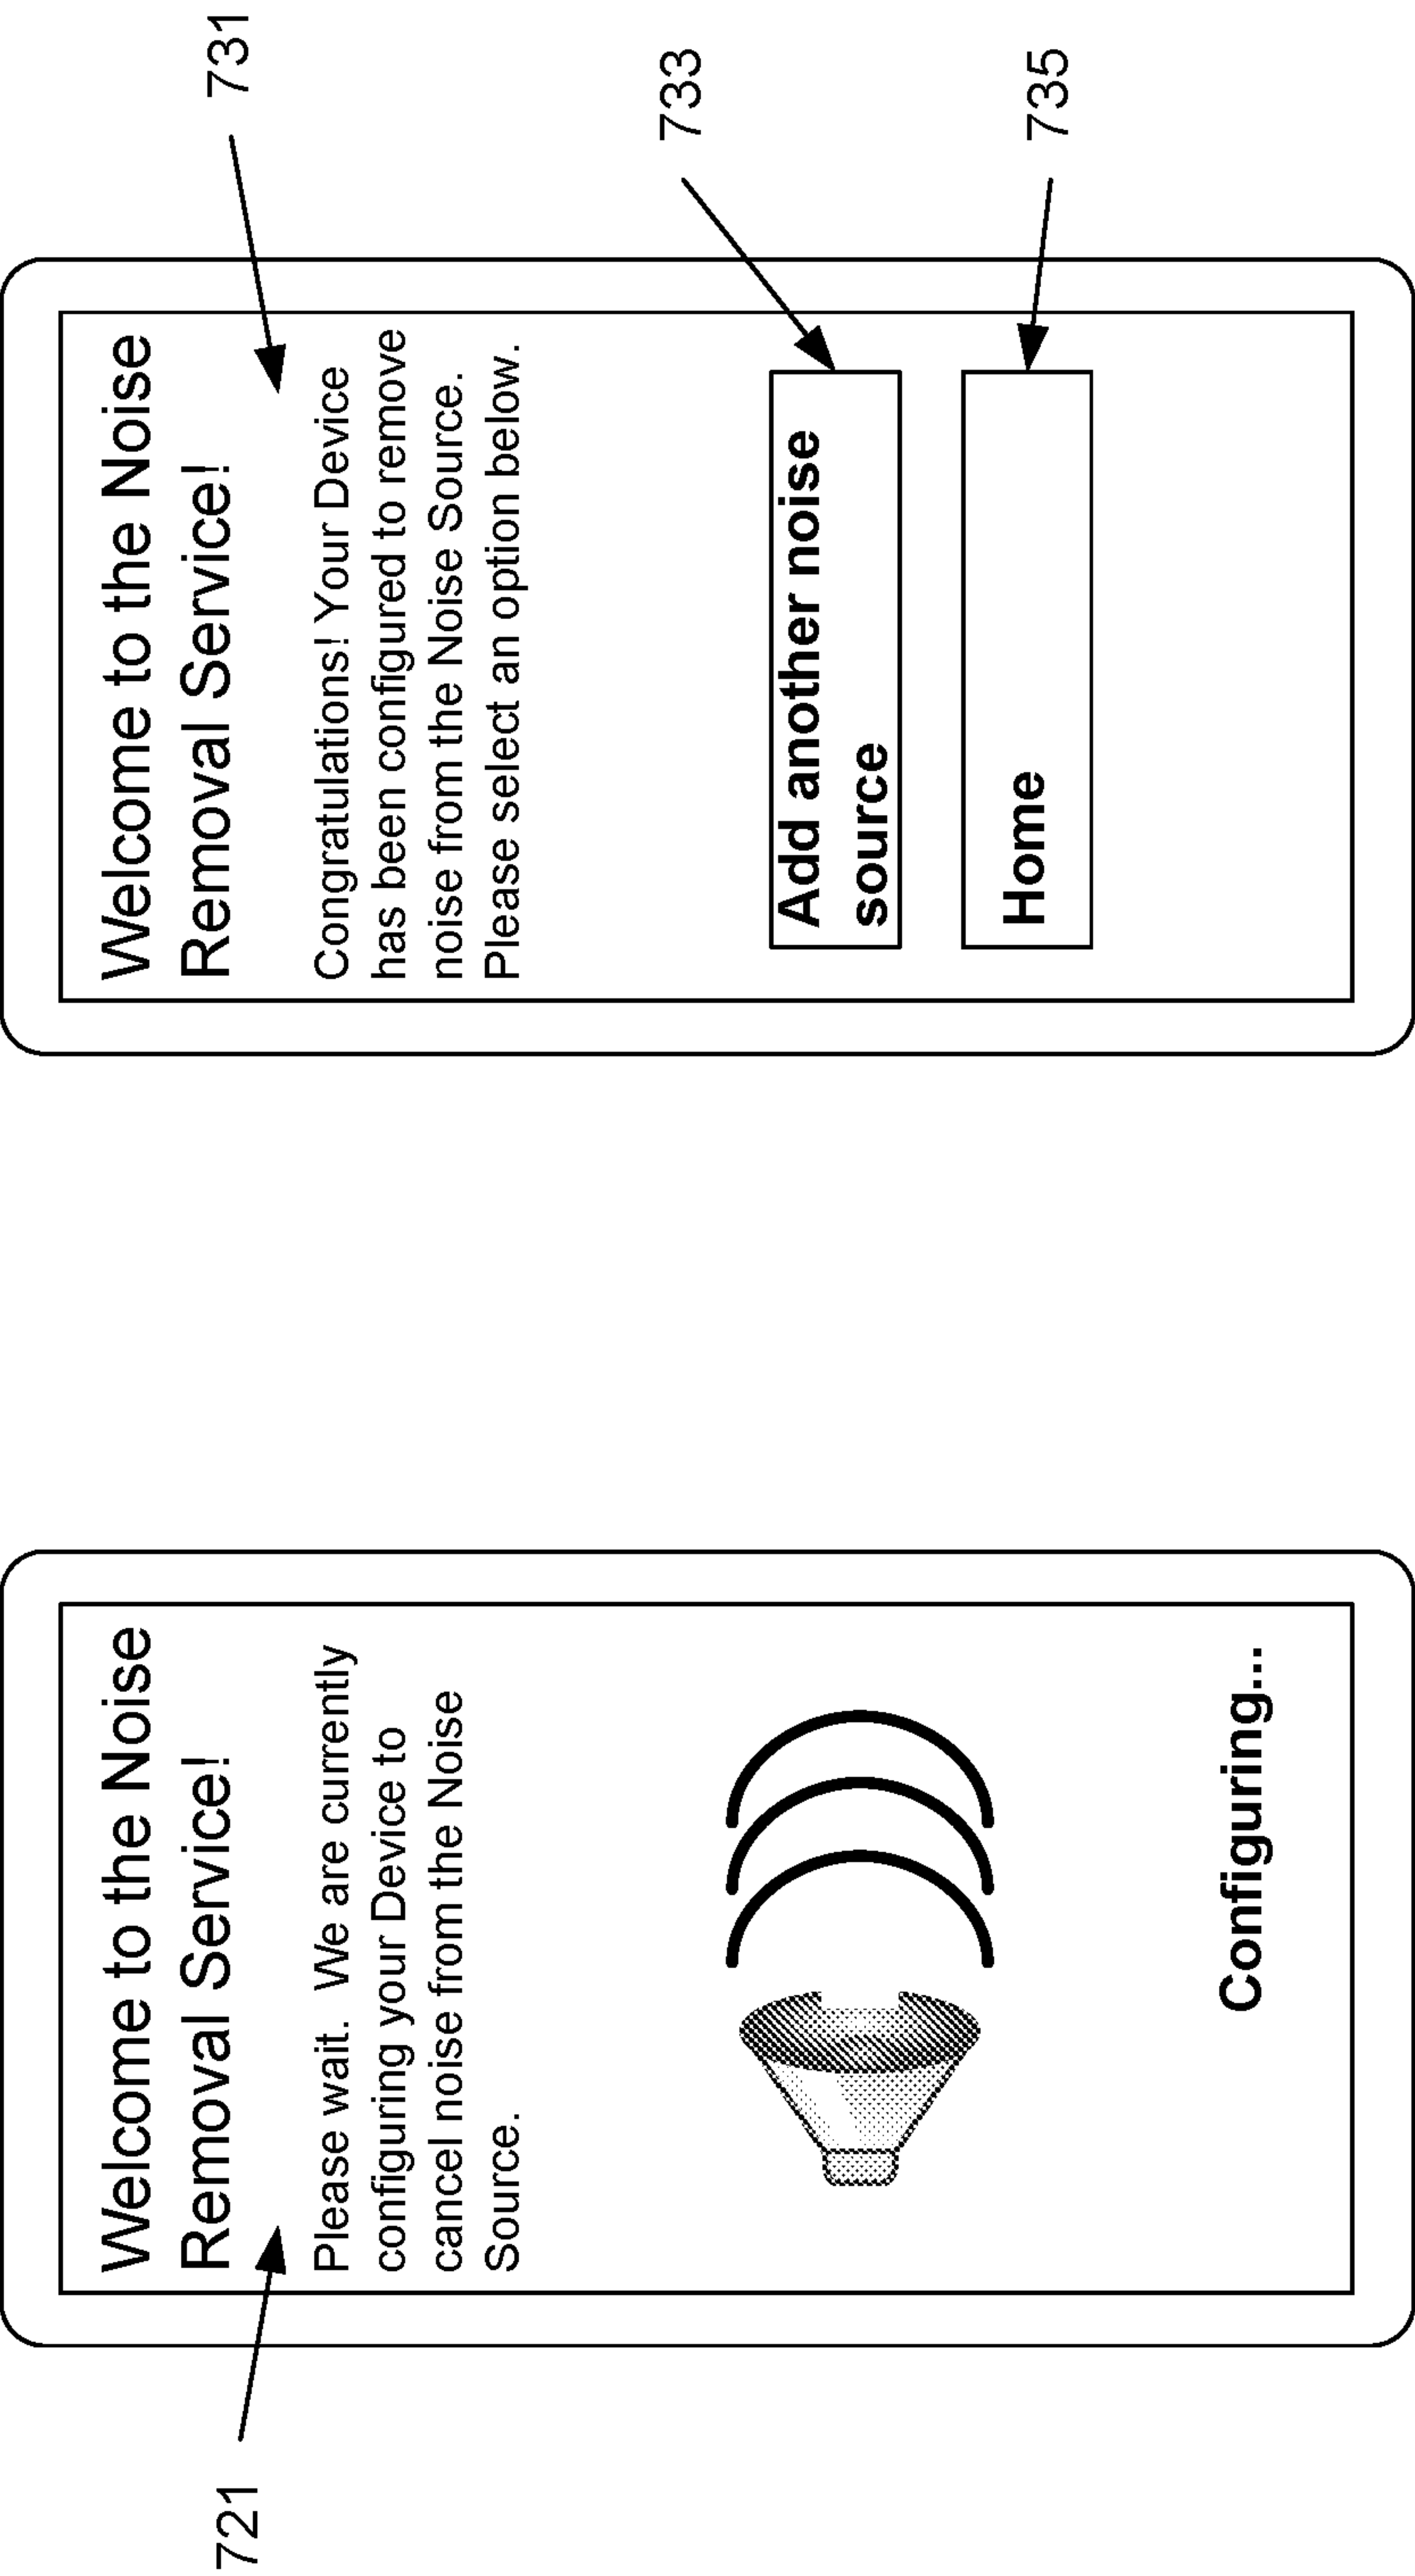 721
Welcome to the Noise
Removal Service!
Please wait.  We are currently
configuring your Device to
cancel noise from the Noise
Source.
Configuring...
731
Welcome to the Noise
Removal Service!
Congratulations! Your Device
has been configured to remove
noise from the Noise Source.
Please select an option below.
733
Add another noise
source
735
Home